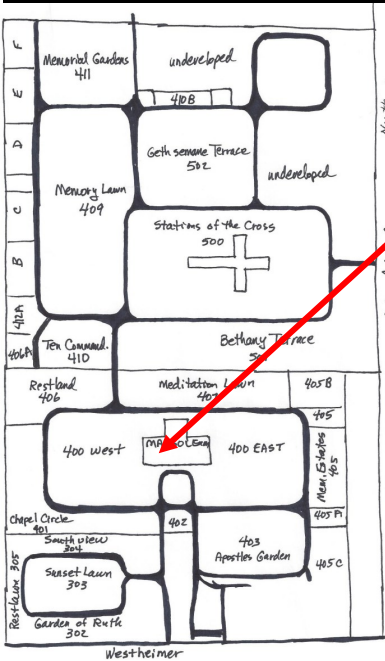 F
Memorial Gardens
411
undeveloped
E
410B
D
Gethsemane Terrace
502
undeveloped
Memory Lawn
409
C
Stations of the Cross
500
B
412A
406A
Ten Command.
410
Bethany Terrace
Restland
406
Meditation Lawn
405B
405
400 West
400 EAST
Mem. Estates
405
Chapel Circle
401
402
405A
South view
304
403
Apostles Garden
405C
Restlawn 305
Sunset Lawn
303
Garden of Ruth
302
Westheimer